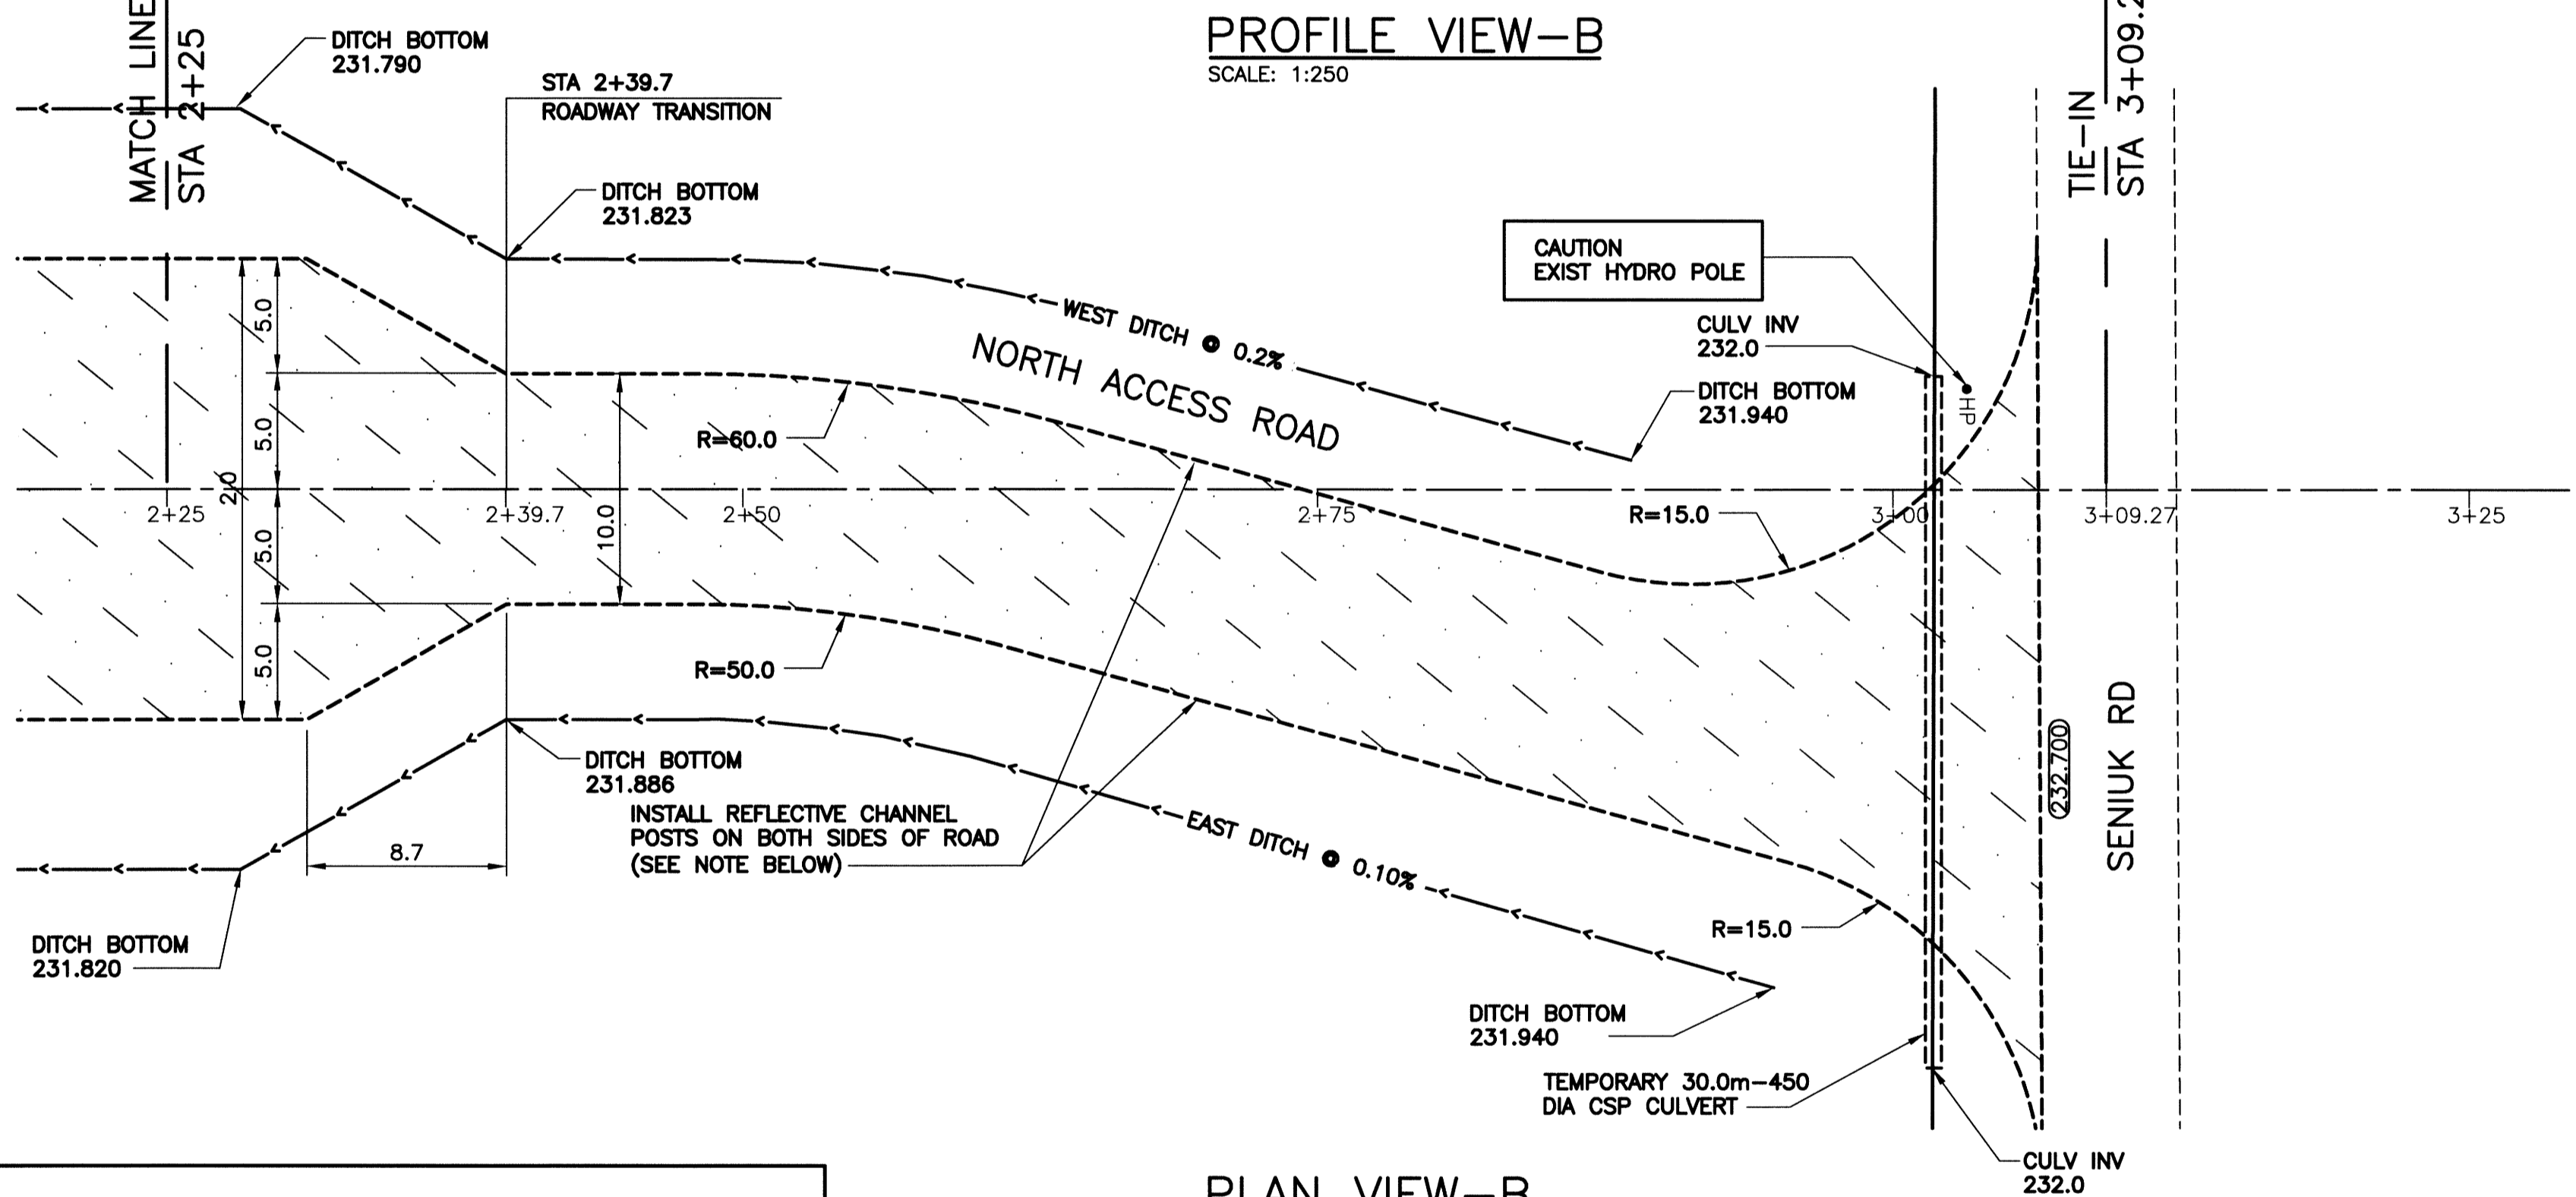 PROFILE VIEW-B
SCALE: 1:250
MATCH LINE
STA 2+25
DITCH BOTTOM
231.790
STA 2+39.7
ROADWAY TRANSITION
DITCH BOTTOM
231.823
TIE-IN
CAUTION
EXIST HYDRO POLE
CULV INV
232.0
HP
DITCH BOTTOM
231.940
WEST DITCH @ 0.2%
NORTH ACCESS ROAD
5.0
5.0
5.0
5.0
10.0
R=60.0
R=15.0
2+25
2+39.7
2+50
2+75
3+00
3+09.27
3+25
R=50.0
DITCH BOTTOM
231.886
INSTALL REFLECTIVE CHANNEL
POSTS ON BOTH SIDES OF ROAD
(SEE NOTE BELOW)
8.7
EAST DITCH @ 0.10%
232.700
SENIUK RD
R=15.0
DITCH BOTTOM
231.820
DITCH BOTTOM
231.940
TEMPORARY 30.0m-450
DIA CSP CULVERT
CULV INV
232.0
PLAN VIEW-B